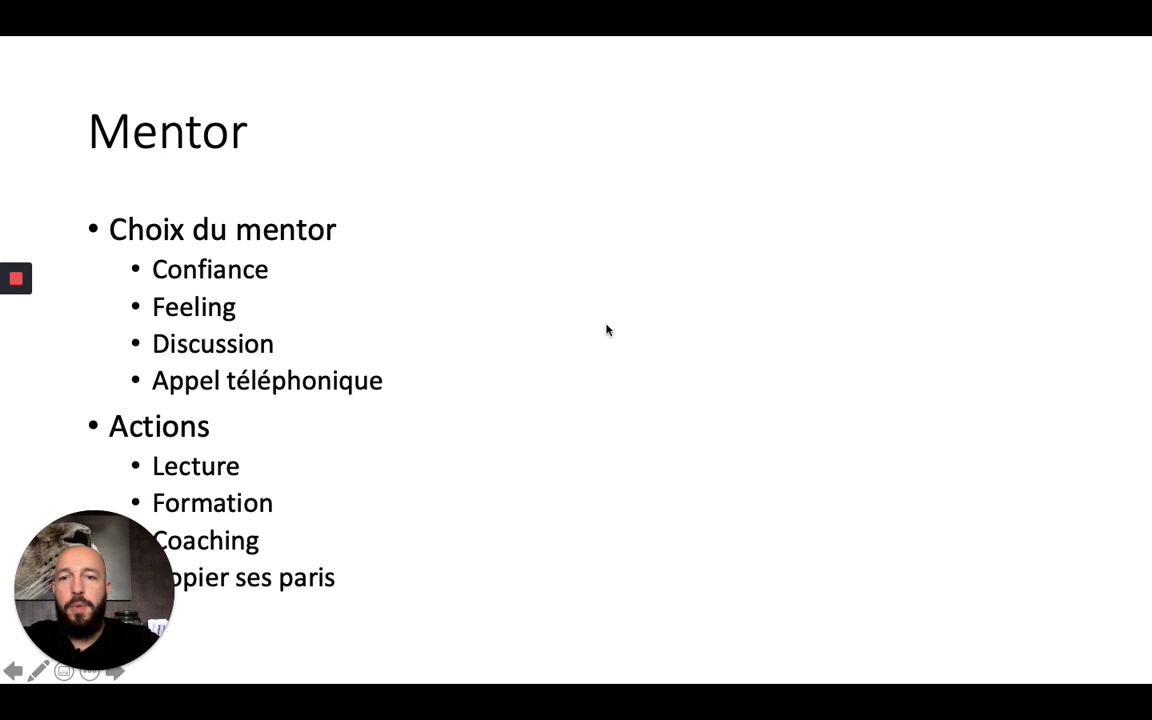 Mentor
• Choix du mentor
• Confiance
• Feeling
• Discussion
• Appel téléphonique
• Actions
• Lecture
• Formation
Coaching
ses paris